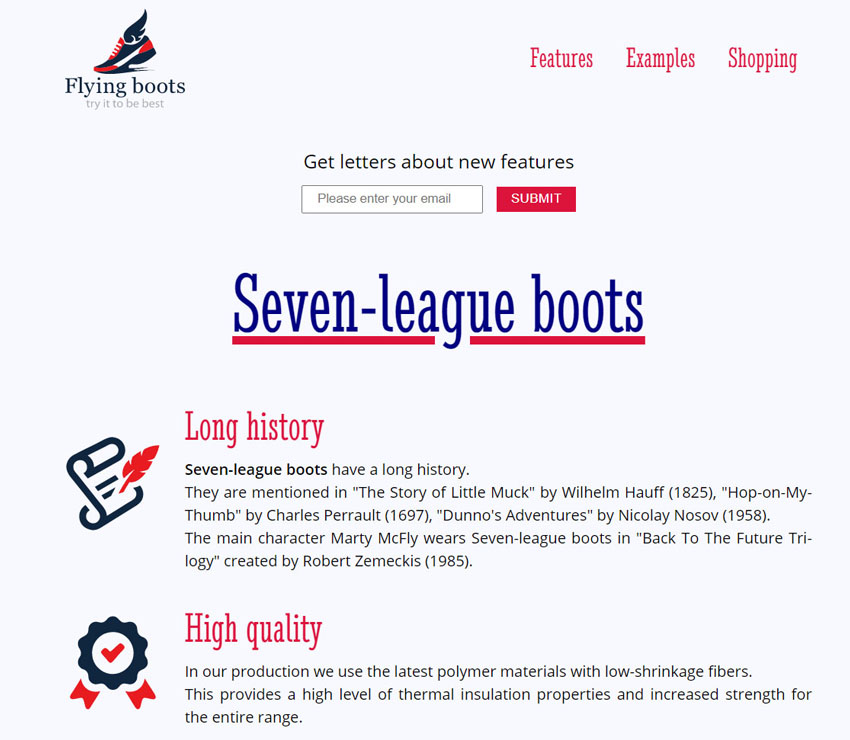 Flying boots
try it to be best
Features Examples Shopping
Get letters about new features
Please enter your email SUBMIT
Seven-league boots
Long history
Seven-league boots have a long history.
They are mentioned in "The Story of Little Muck" by Wilhelm Hauff (1825), "Hop-on-My-
Thumb" by Charles Perrault (1697), "Dunno's Adventures" by Nicolay Nosov (1958).
The main character Marty McFly wears Seven-league boots in "Back To The Future Tri-
logy" created by Robert Zemeckis (1985).
High quality
In our production we use the latest polymer materials with low-shrinkage fibers.
This provides a high level of thermal insulation properties and increased strength for
the entire range.